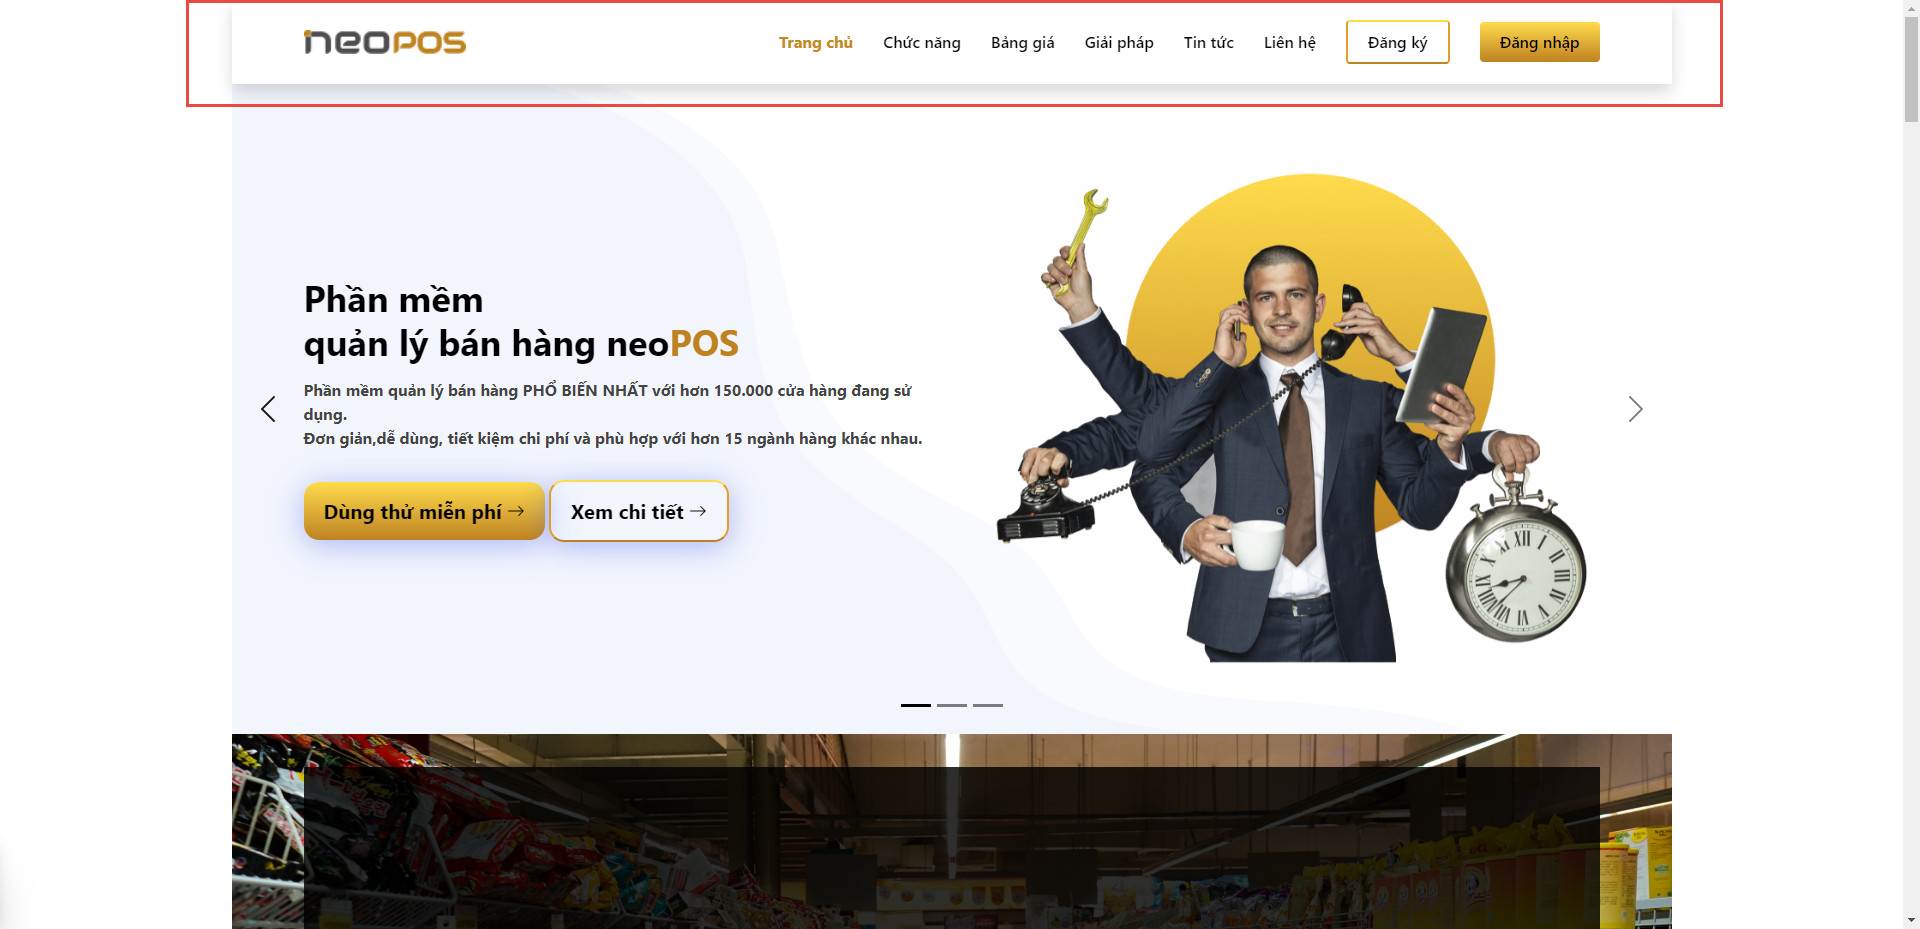 neopos
Trang chủ
Chức năng
Bảng giá
Giải pháp
Tin tức
Liên hệ
Đăng ký
Đăng nhập
Phần mềm
quản lý bán hàng neoPOS
Phần mềm quản lý bán hàng PHỔ BIẾN NHẤT với hơn 150.000 cửa hàng đang sử
dụng.
Đơn giản,dễ dùng, tiết kiệm chi phí và phù hợp với hơn 15 ngành hàng khác nhau.
Dùng thử miễn phí →
Xem chi tiết →